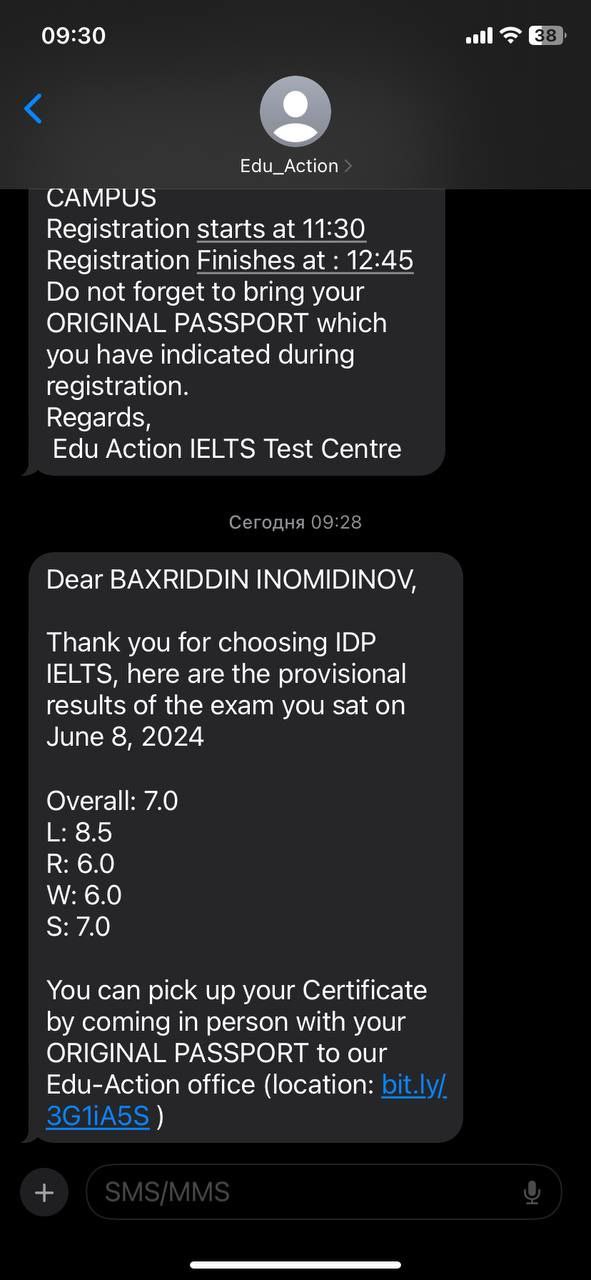 09:30
38
Edu_Action
CAMPUS
Registration starts at 11:30
Registration Finishes at : 12:45
Do not forget to bring your
ORIGINAL PASSPORT which
you have indicated during
registration.
Regards,
Edu Action IELTS Test Centre
Сегодня 09:28
Dear BAXRIDDIN INOMIDINOV,
Thank you for choosing IDP
IELTS, here are the provisional
results of the exam you sat on
June 8, 2024
Overall: 7.0
L: 8.5
R: 6.0
W: 6.0
S: 7.0
You can pick up your Certificate
by coming in person with your
ORIGINAL PASSPORT to our
Edu-Action office (location: bit.ly/
3G1iA5S )
SMS/MMS